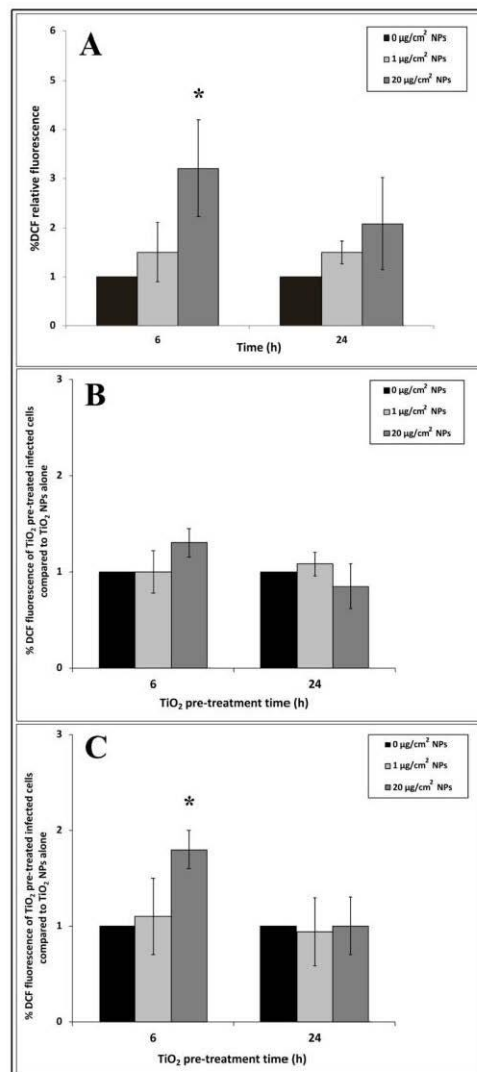 A
%DCF relative fluorescence
6
5
4
3
2
1
0
*
0 µg/cm² NPs
1 µg/cm² NPs
20 µg/cm² NPs
6
24
Time (h)
B
% DCF fluorescence of TiO₂ pre-treated infected cells
compared to TiO₂ NPs alone
3
2
1
0
0 µg/cm² NPs
1 µg/cm² NPs
20 µg/cm² NPs
6
24
TiO₂ pre-treatment time (h)
C
% DCF fluorescence of TiO₂ pre-treated infected cells
compared to TiO₂ NPs alone
3
2
1
0
*
0 µg/cm² NPs
1 µg/cm² NPs
20 µg/cm² NPs
6
24
TiO₂ pre-treatment time (h)